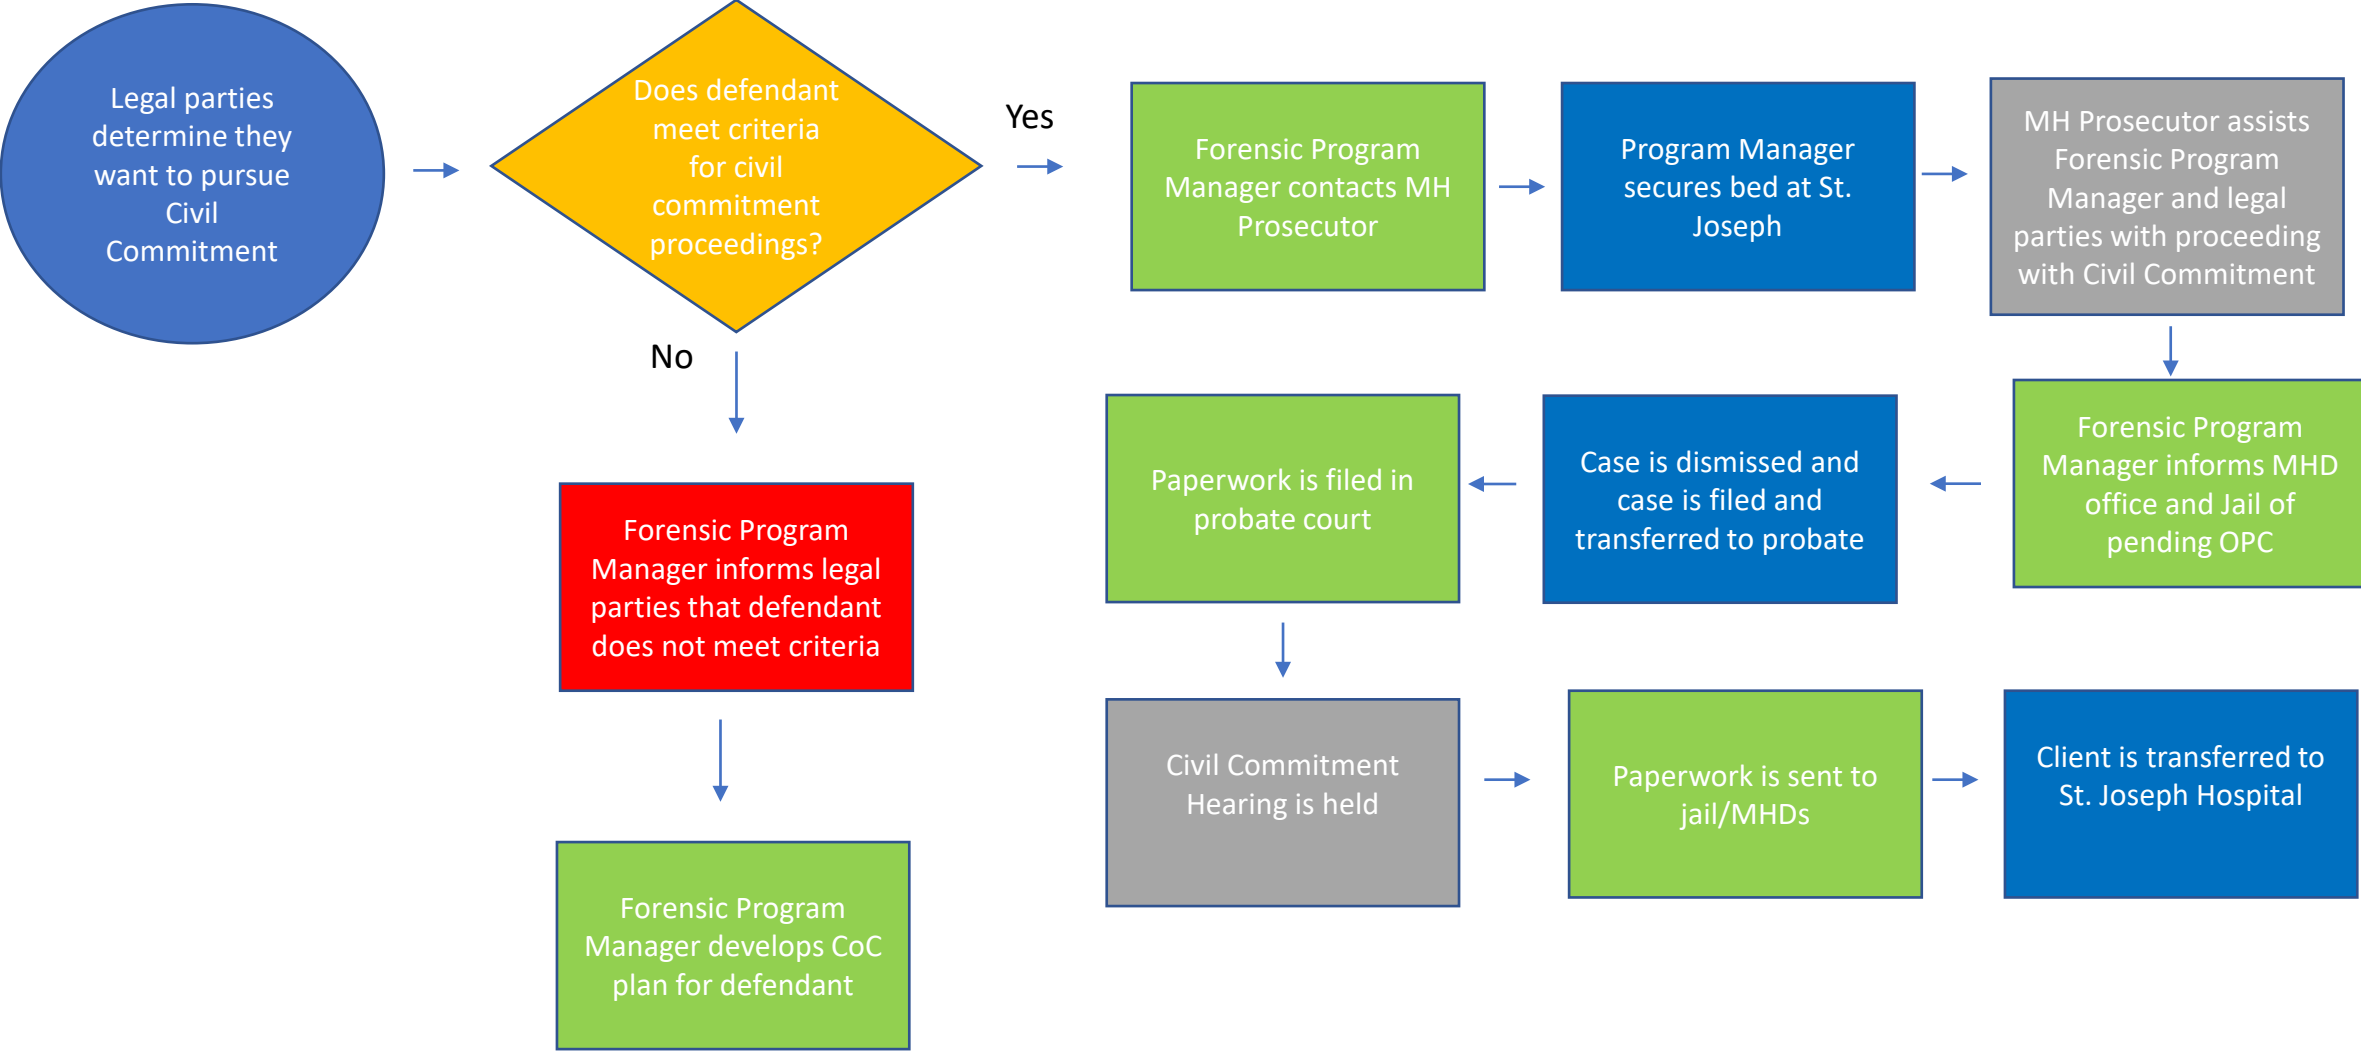 Legal parties
determine they
want to pursue
Civil
Commitment
Does defendant
meet criteria
for civil
commitment
proceedings?
Yes
Forensic Program
Manager contacts MH
Prosecutor
Program Manager
secures bed at St.
Joseph
MH Prosecutor assists
Forensic Program
Manager and legal
parties with proceeding
with Civil Commitment
No
Forensic Program
Manager informs MHD
office and Jail of
pending OPC
Case is dismissed and
case is filed and
transferred to probate
Paperwork is filed in
probate court
Forensic Program
Manager informs legal
parties that defendant
does not meet criteria
Civil Commitment
Hearing is held
Paperwork is sent to
jail/MHDs
Client is transferred to
St. Joseph Hospital
Forensic Program
Manager develops CoC
plan for defendant